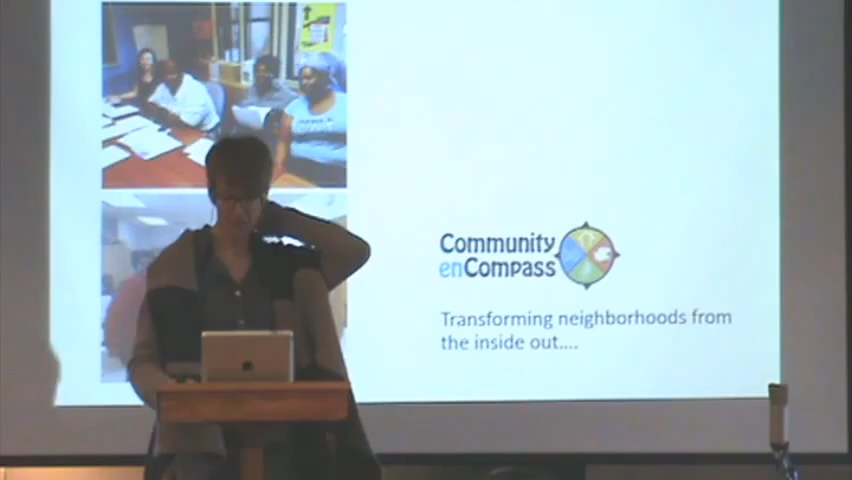 Community
enCompass
Transforming neighborhoods from
the inside out....